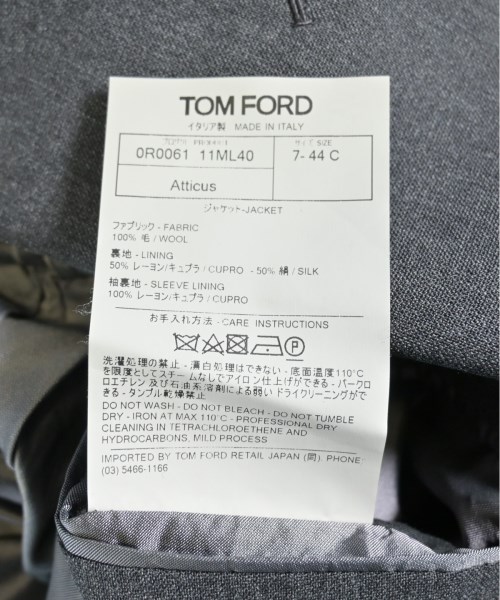 TOM FORD
イタリア製 MADE IN ITALY
PRODUCT サイズ SIZE
0R0061 11ML40 7- 44 C
Atticus
ジャケット-JACKET
ファブリック - FABRIC
100% 毛 / WOOL
裏地 - LINING
50% レーヨン/キュプラ / CUPRO - 50% 絹 / SILK
袖裏地 - SLEEVE LINING
100% レーヨン/キュプラ / CUPRO
お手入れ方法 - CARE INSTRUCTIONS
P
洗濯処理の禁止 - 漂白処理はできない - 底面温度110℃
を限度としてスチームなしでアイロン仕上げができる - パークロ
ロエチレン及び石油系溶剤による弱いドライクリーニングがで
きる - タンブル乾燥禁止
DO NOT WASH - DO NOT BLEACH - DO NOT TUMBLE
DRY - IRON AT MAX 110°C - PROFESSIONAL DRY
CLEANING IN TETRACHLOROETHENE AND
HYDROCARBONS, MILD PROCESS
IMPORTED BY TOM FORD RETAIL JAPAN (同) PHONE:
(03) 5466-1166